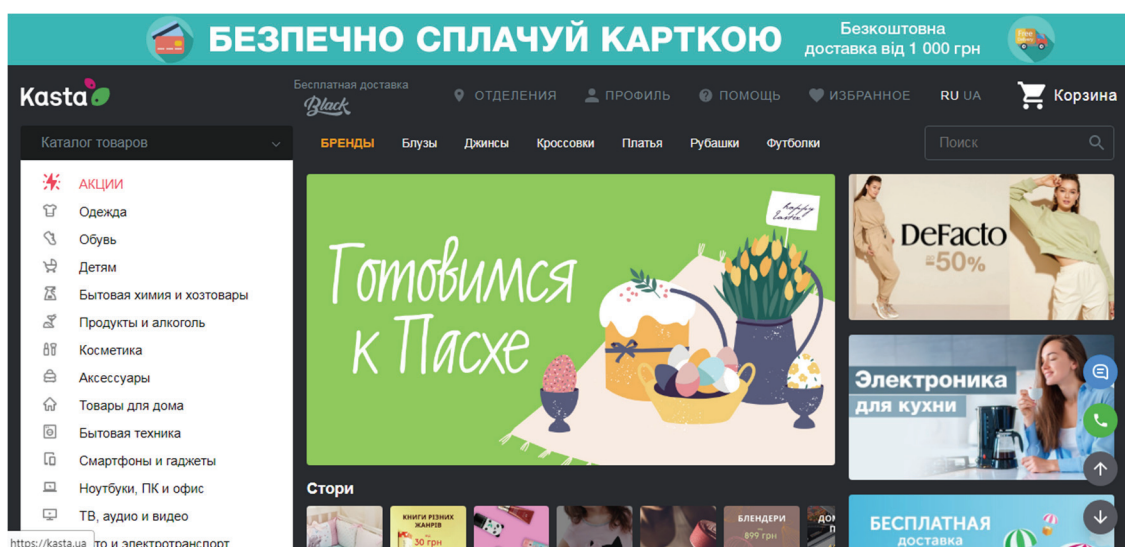 БЕЗПЕЧНО СПЛАЧУЙ КАРТКОЮ
Безкоштовна
доставка від 1 000 грн
Free
Kasta
Бесплатная доставка
Black
ОТДЕЛЕНИЯ
ПРОФИЛЬ
ПОМОЩЬ
ИЗБРАННОЕ
RU UA
Корзина
Каталог товаров
БРЕНДЫ
Блузы
Джинсы
Кроссовки
Платья
Рубашки
Футболки
Поиск
АКЦИИ
Одежда
Обувь
Детям
Бытовая химия и хозтовары
Продукты и алкоголь
Косметика
Аксессуары
Товары для дома
Бытовая техника
Смартфоны и гаджеты
Ноутбуки, ПК и офис
ТВ, аудио и видео
то и электротранспорт
https://kasta.ua
Готовимся
к Пасхе
Happy
Easter
DeFacto
-50%
Электроника
для кухни
БЕСПЛАТНАЯ
доставка
Стори
КНИГИ РІЗНИХ
ЖАНРІВ
30 грн
БЛЕНДЕРИ
899 грн